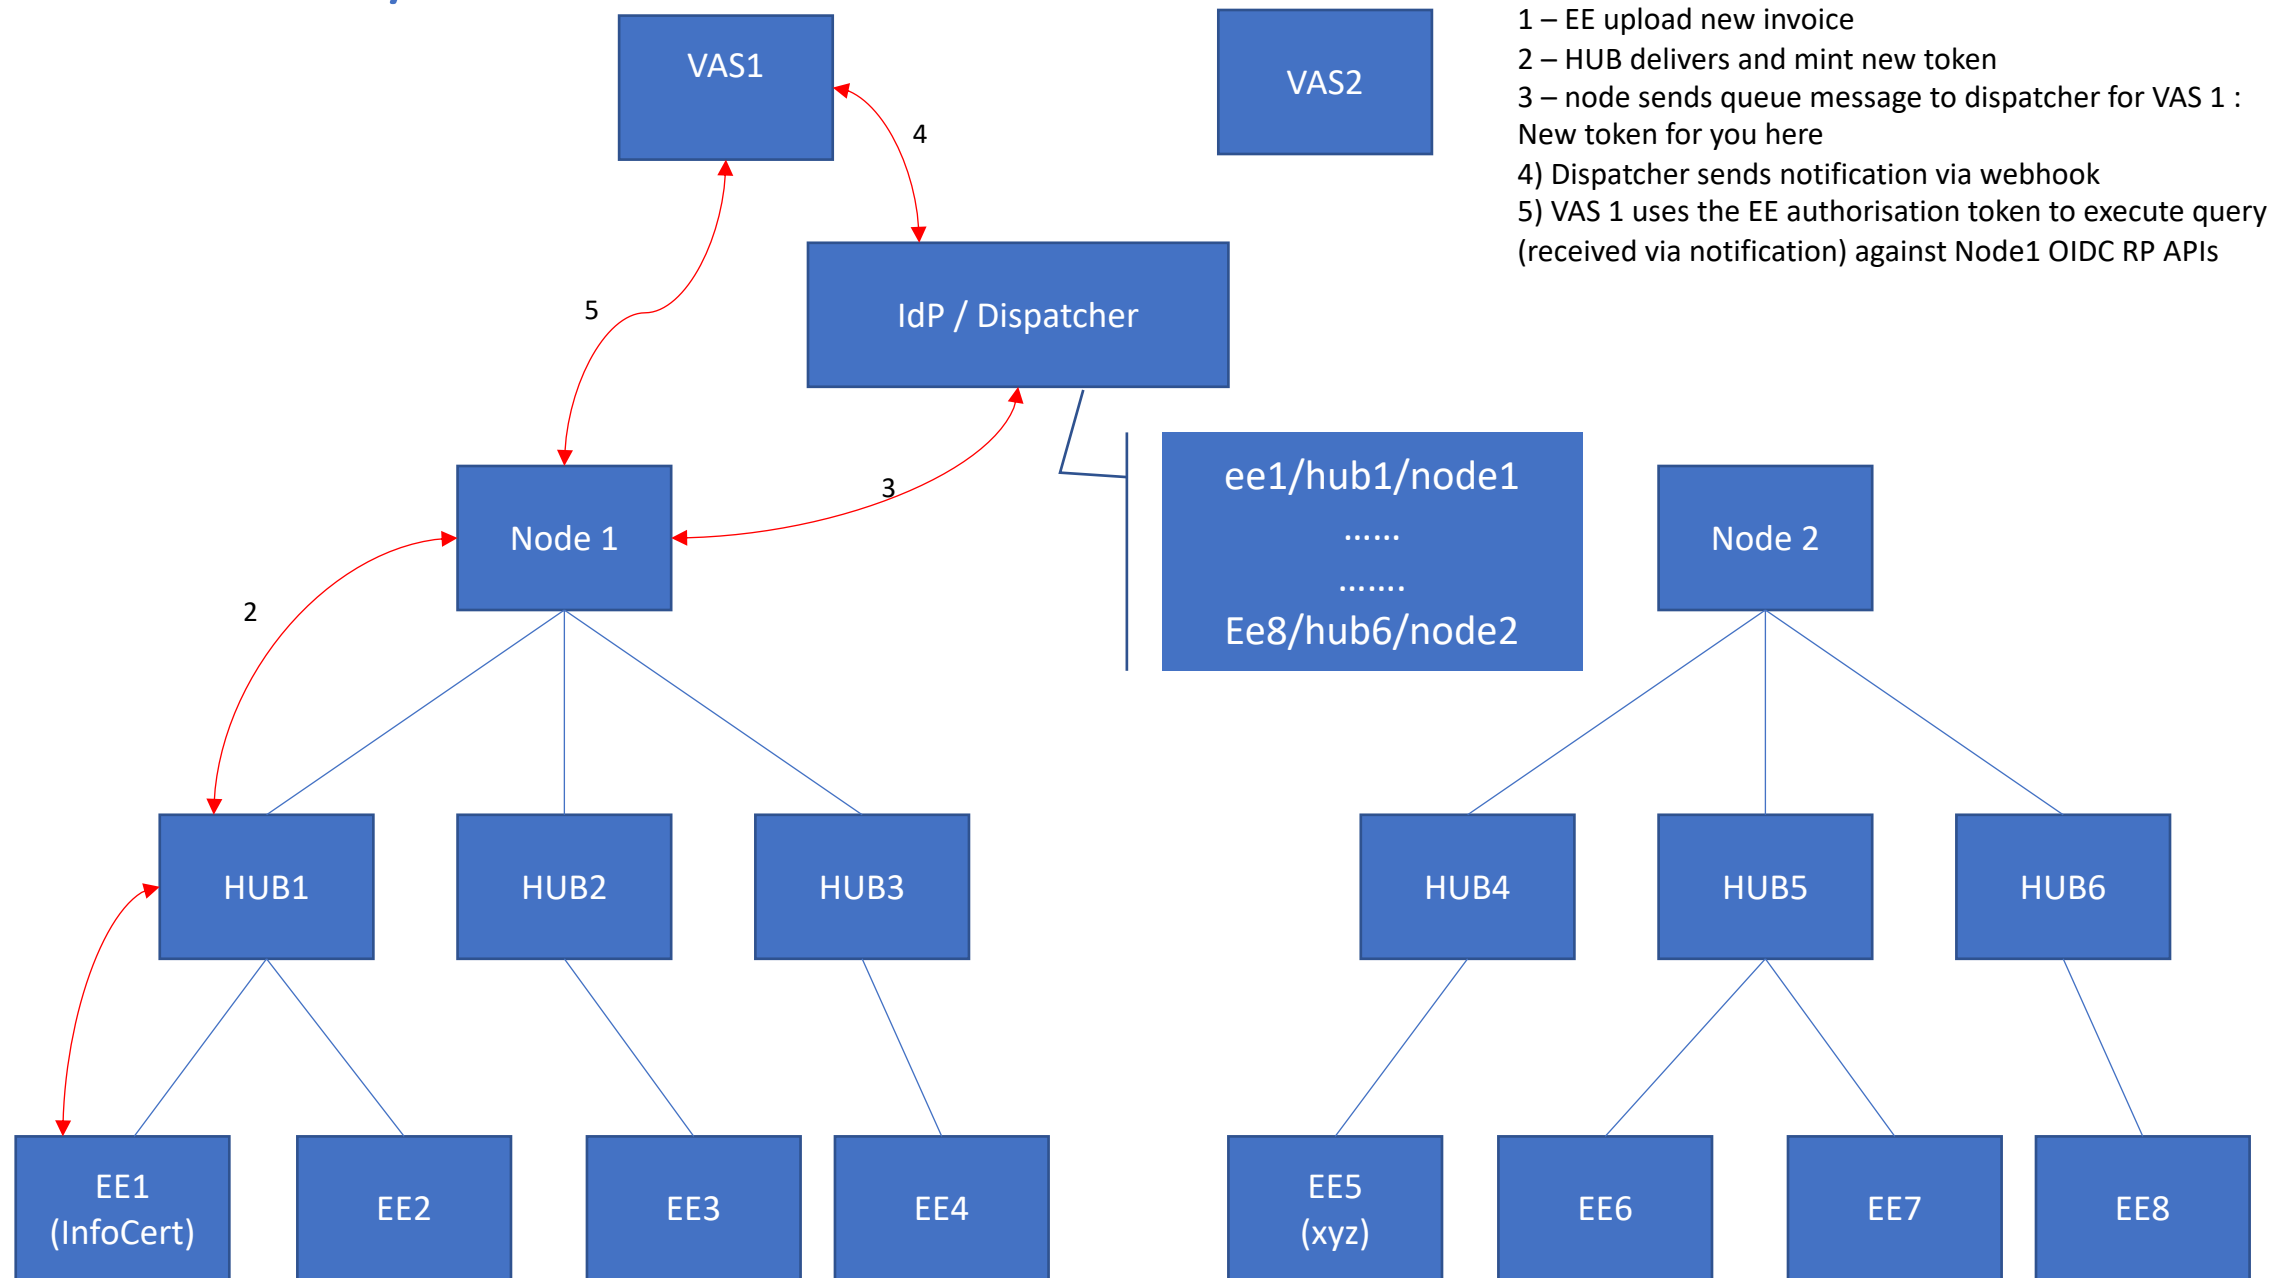 1 – EE upload new invoice
2 – HUB delivers and mint new token
3 – node sends queue message to dispatcher for VAS 1 :
New token for you here
4) Dispatcher sends notification via webhook
5) VAS 1 uses the EE authorisation token to execute query
(received via notification) against Node1 OIDC RP APIs
VAS1
VAS2
4
IdP / Dispatcher
5
ee1/hub1/node1
......
.......
Ee8/hub6/node2
3
Node 1
Node 2
2
HUB1
HUB2
HUB3
HUB4
HUB5
HUB6
EE1
(InfoCert)
EE2
EE3
EE4
EE5
(xyz)
EE6
EE7
EE8